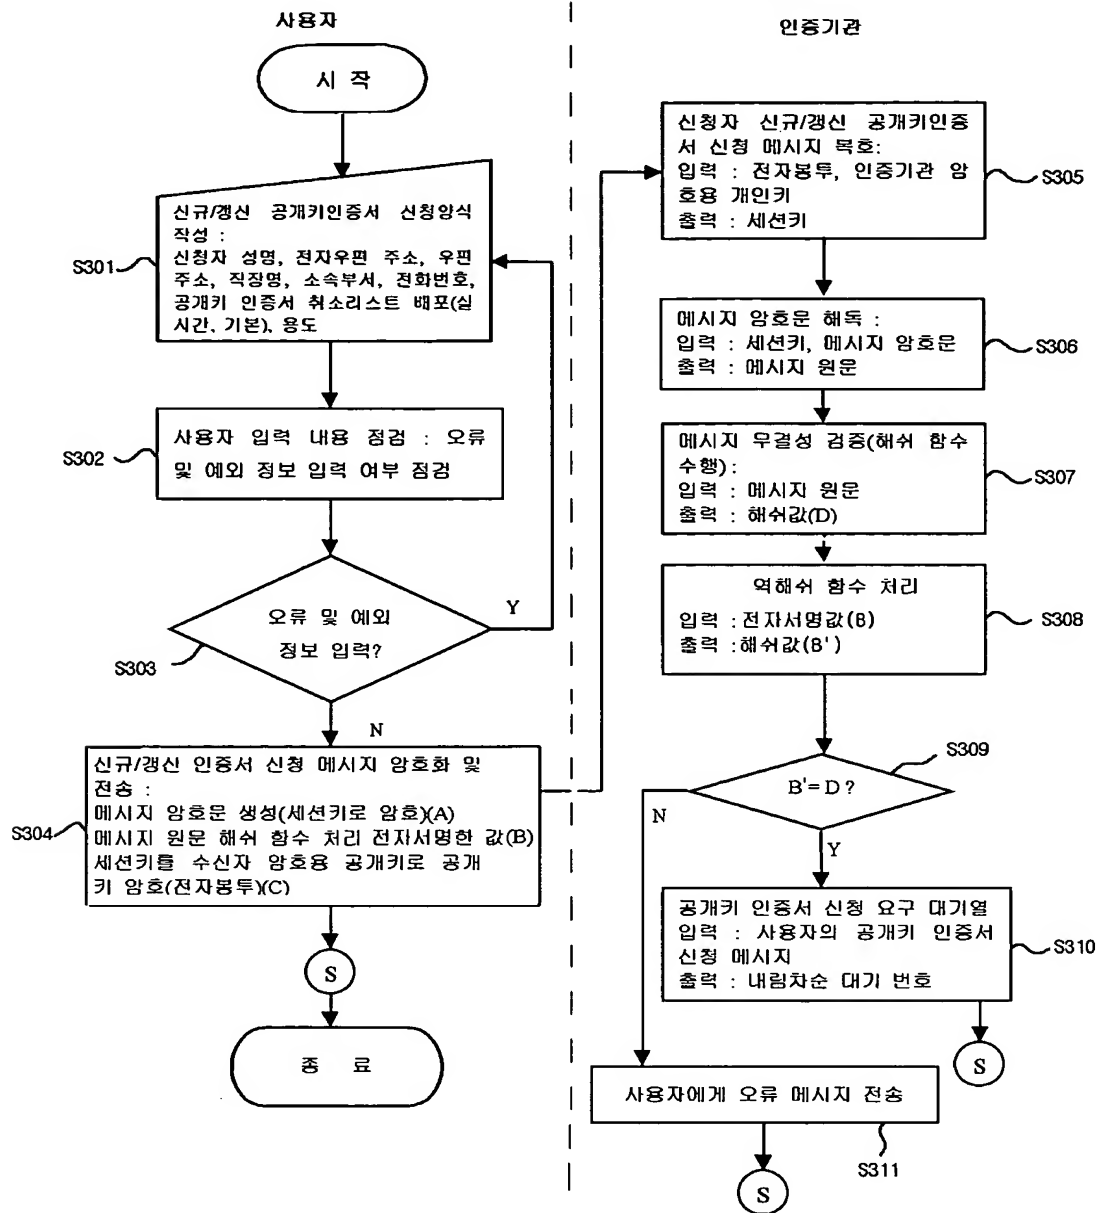 사용자
시 작
신규/갱신 공개키인증서 신청양식
작성 :
신청자 성명, 전자우편 주소, 우편
주소, 직장명, 소속부서, 전화번호,
공개키 인증서 취소리스트 배포(실
시간, 기본), 용도
S301
사용자 입력 내용 점검 : 오류
및 예외 정보 입력 여부 점검
S302
오류 및 예외
정보 입력?
Y
S303
N
신규/갱신 인증서 신청 메시지 암호화 및
전송 :
메시지 암호문 생성(세션키로 암호)(A)
메시지 원문 해쉬 함수 처리 전자서명한 값(B)
세션키를 수신자 암호용 공개키로 공개
키 암호(전자봉투)(C)
S304
S
종 료
인증기관
신청자 신규/갱신 공개키인증
서 신청 메시지 복호:
입력 : 전자봉투, 인증기관 암
호용 개인키
출력 : 세션키
S305
메시지 암호문 해독 :
입력 : 세션키, 메시지 암호문
출력 : 메시지 원문
S306
메시지 무결성 검증(해쉬 함수
수행):
입력 : 메시지 원문
출력 : 해쉬값(D)
S307
역해쉬 함수 처리
입력 :전자서명값(B)
출력 :해쉬값(B')
S308
S309
B'= D ?
N
Y
공개키 인증서 신청 요구 대기열
입력 : 사용자의 공개키 인증서
신청 메시지
출력 : 내림차순 대기 번호
S310
S
사용자에게 오류 메시지 전송
S311
S